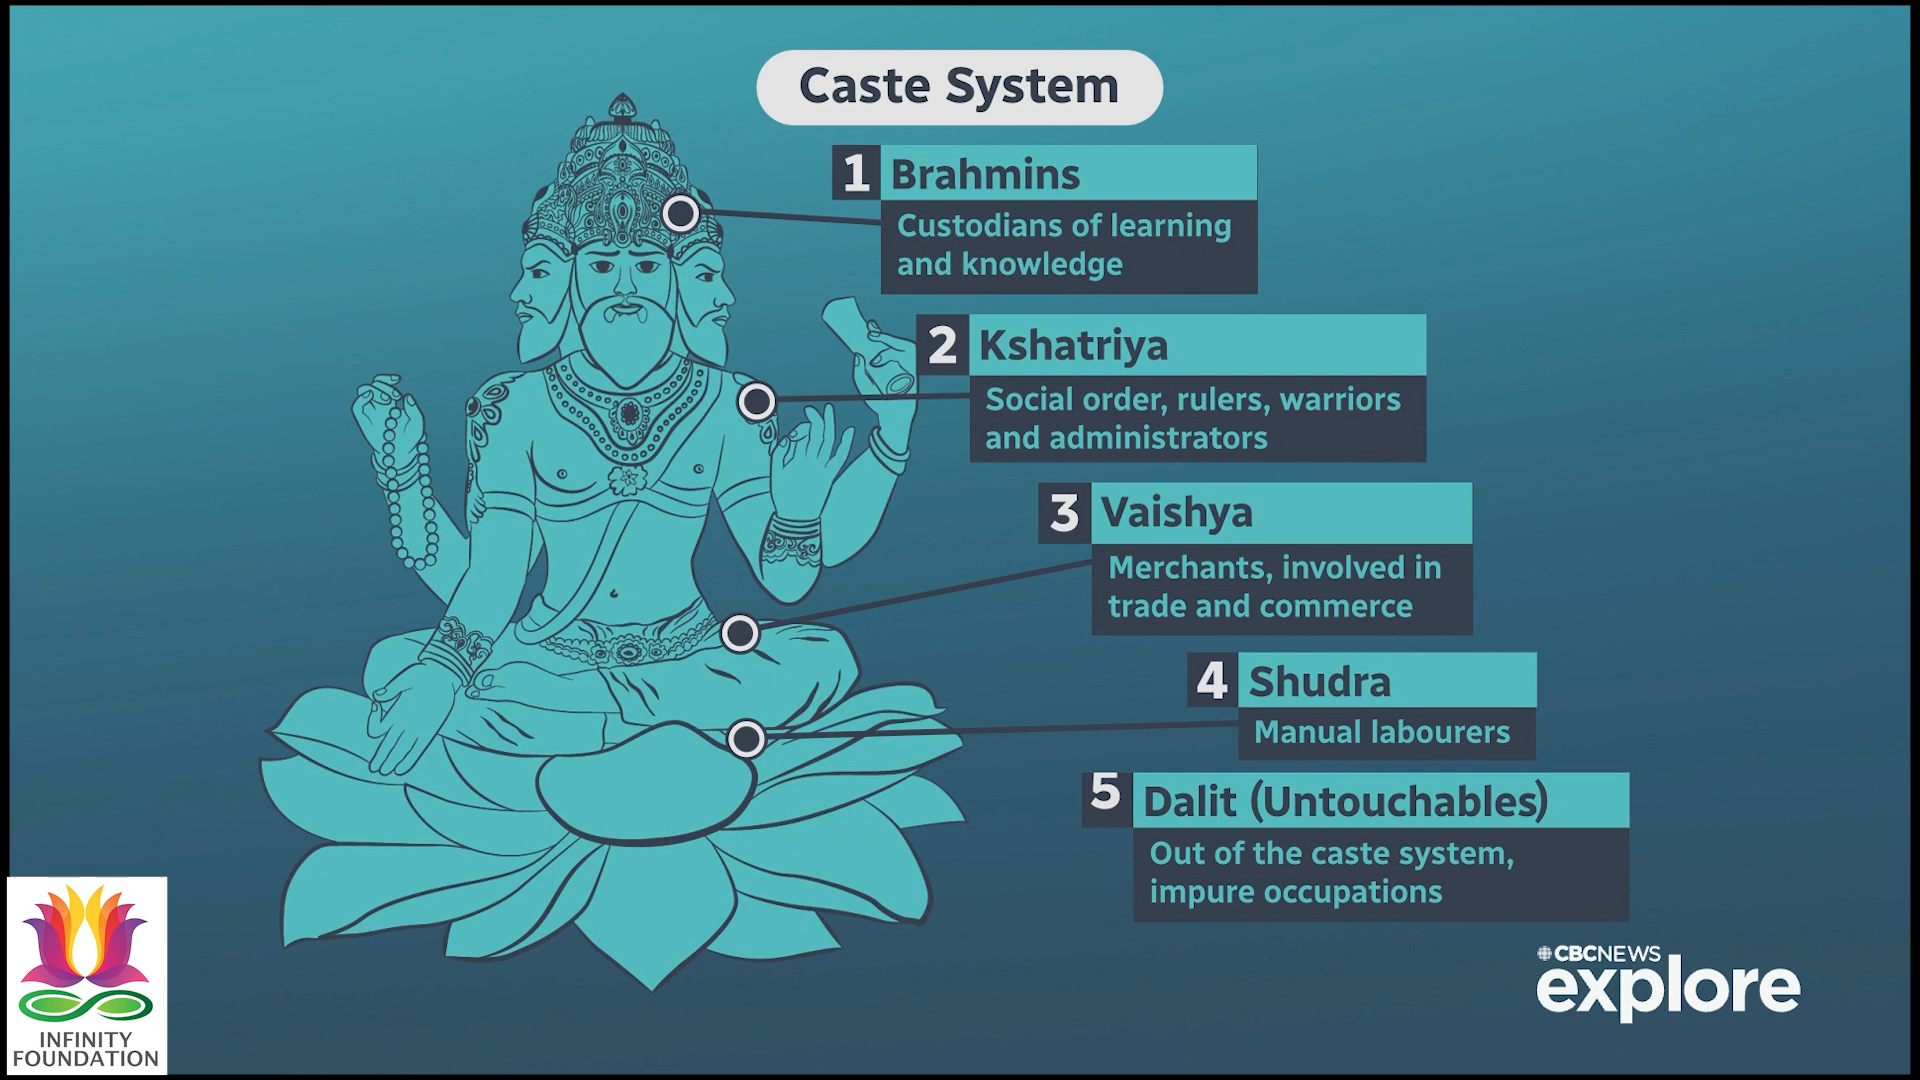 Caste System
1 Brahmins
Custodians of learning
and knowledge
2 Kshatriya
Social order, rulers, warriors
and administrators
3 Vaishya
Merchants, involved in
trade and commerce
4 Shudra
Manual labourers
5 Dalit (Untouchables)
Out of the caste system,
impure occupations
CBCNEWS
explore
INFINITY
FOUNDATION